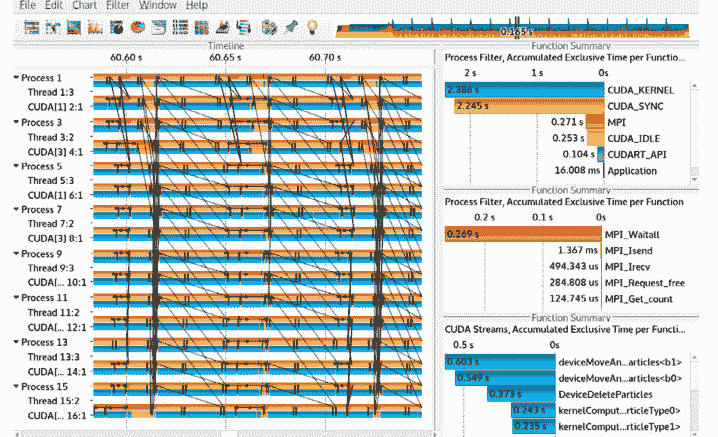 File Edit Chart Filter Window Help
0.165 s
Timeline
60.60 s 60.65 s 60.70 s
Process 1
Thread 1:3
CUDA[1] 2:1
Process 3
Thread 3:2
CUDA[3] 4:1
Process 5
Thread 5:3
CUDA[1] 6:1
Process 7
Thread 7:2
CUDA[3] 8:1
Process 9
Thread 9:3
CUDA[... 10:1
Process 11
Thread 11:2
CUDA[... 12:1
Process 13
Thread 13:3
CUDA[... 14:1
Process 15
Thread 15:2
CUDA[... 16:1
Function Summary
Process Filter, Accumulated Exclusive Time per Functio...
2 s 1 s 0s
2.386 s CUDA_KERNEL
2.245 s CUDA_SYNC
0.271 s MPI
0.253 s CUDA_IDLE
0.104 s CUDART_API
16.008 ms Application
Function Summary
Process Filter, Accumulated Exclusive Time per Function
0.2 s 0.1 s 0s
0.269 s MPI_Waitall
1.367 ms MPI_Isend
494.343 us MPI_Irecv
284.808 us MPI_Request_free
124.745 us MPI_Get_count
Function Summary
CUDA Streams, Accumulated Exclusive Time per Functi...
0.5 s 0s
0.603 s deviceMoveAn...articles<b1>
0.549 s deviceMoveAn...articles<b0>
0.373 s DeviceDeleteParticles
0.243 s kernelComput...rticleType0>
0.235 s kernelComput...rticleType1>